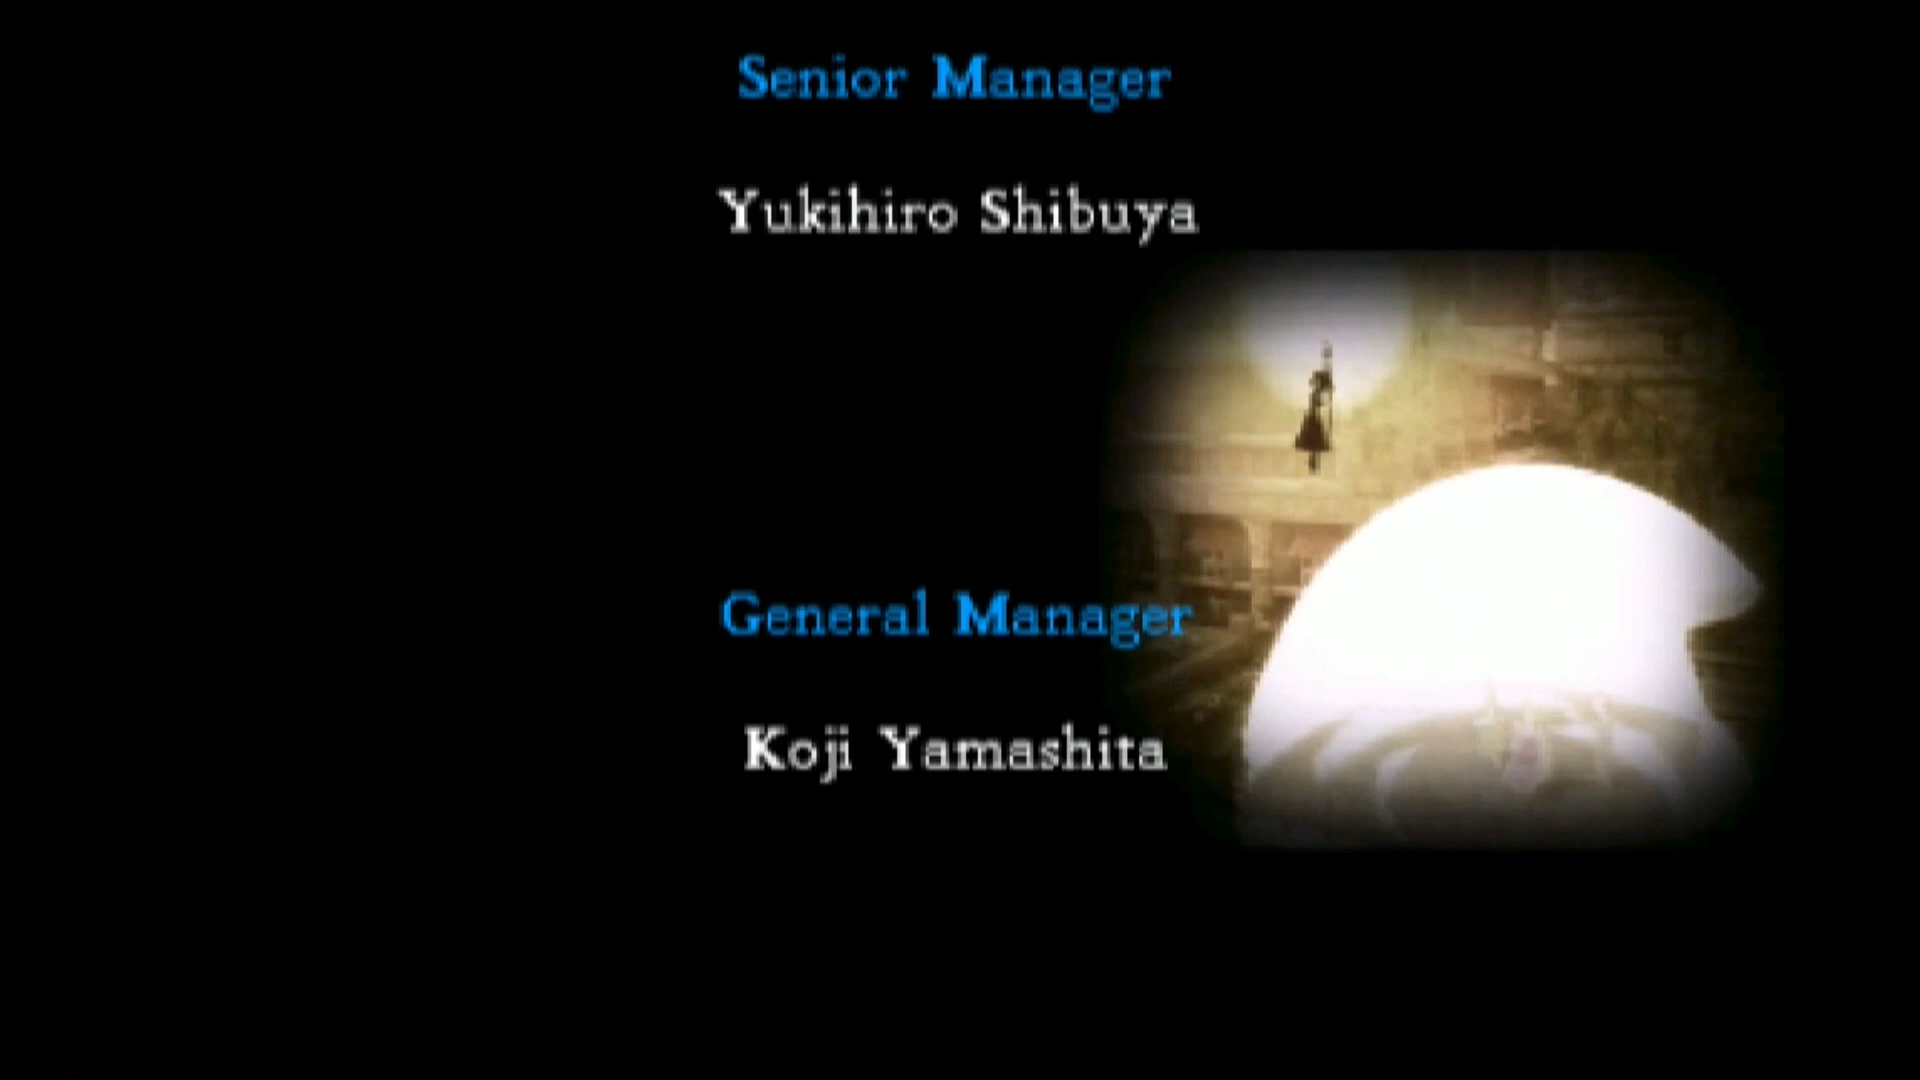 Senior Manager
Yukihiro Shibuya
General Manager
Koji Yamashita